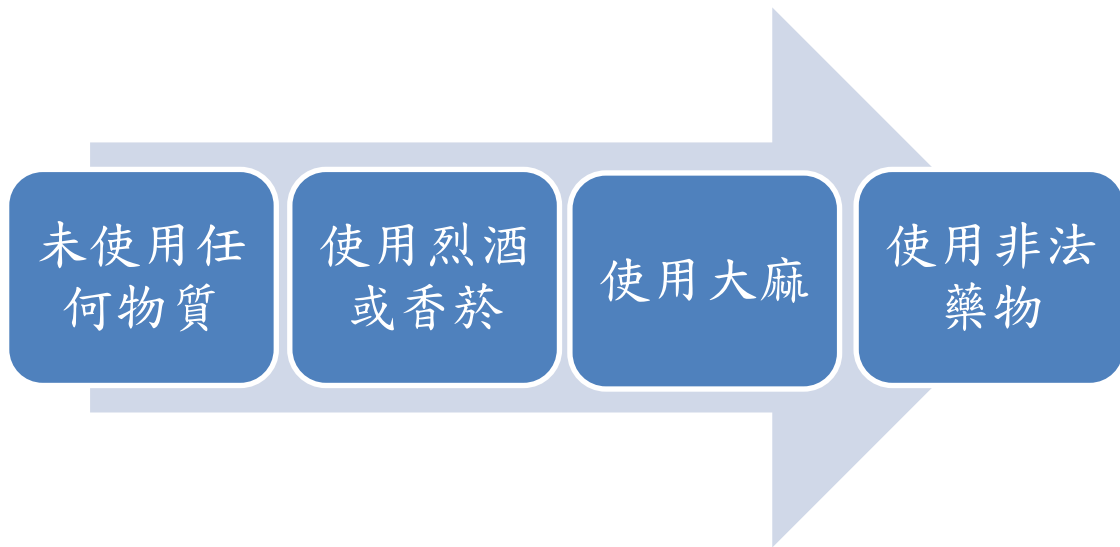 未使用任
何物質
使用烈酒
或香菸
使用大麻
使用非法
藥物